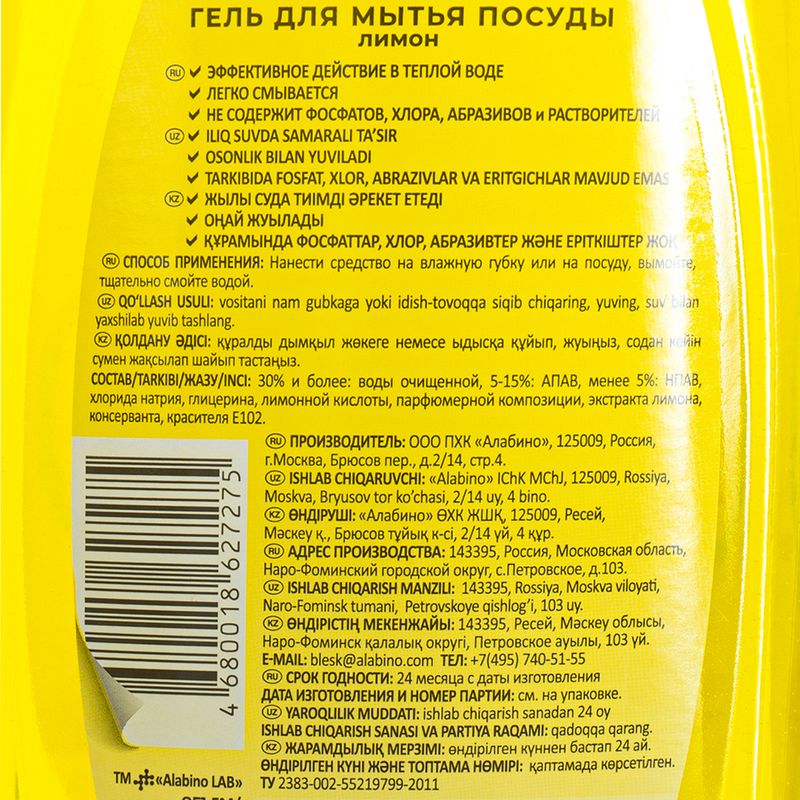 ГЕЛЬ ДЛЯ МЫТЬЯ ПОСУДЫ
ЛИМОН
RU ✔ ЭФФЕКТИВНОЕ ДЕЙСТВИЕ В ТЕПЛОЙ ВОДЕ
✔ ЛЕГКО СМЫВАЕТСЯ
✔ НЕ СОДЕРЖИТ ФОСФАТОВ, ХЛОРА, АБРАЗИВОВ и РАСТВОРИТЕЛЕЙ
UZ ✔ ILIQ SUVDA SAMARALI TA'SIR
✔ OSONLIK BILAN YUVILADI
✔ TARKIBIDA FOSFAT, XLOR, ABRAZIVLAR VA ERITGICHLAR MAVJUD EMAS
KZ ✔ ЖЫЛЫ СУДА ТИІМДІ ӘРЕКЕТ ЕТЕДІ
✔ ОҢАЙ ЖУЫЛАДЫ
✔ ҚҰРАМЫНДА ФОСФАТТАР, ХЛОР, АБРАЗИВТЕР ЖӘНЕ ЕРІТКІШТЕР ЖОҚ
RU СПОСОБ ПРИМЕНЕНИЯ: Нанести средство на влажную губку или на посуду, вымойте,
тщательно смойте водой.
UZ QO'LLASH USULI: vositani nam gubkaga yoki idish-tovoqqa siqib chiqaring, yuving, suv bilan
yaxshilab yuvib tashlang.
KZ ҚОЛДАНУ ӘДІСІ: құралды дымқыл жөкеге немесе ыдысқа құйып, жуыңыз, содан кейін
сумен жақсылап шайып тастаңыз.
СОСТАВ/TARKIBI/ЖАЗУ/INCI: 30% и более: воды очищенной, 5-15%: АПАВ, менее 5%: НПАВ,
хлорида натрия, глицерина, лимонной кислоты, парфюмерной композиции, экстракта лимона,
консерванта, красителя Е102.
RU ПРОИЗВОДИТЕЛЬ: ООО ПХК «Алабино», 125009, Россия,
г.Москва, Брюсов пер., д.2/14, стр.4.
UZ ISHLAB CHIQARUVCHI: «Alabino» IChK MChJ, 125009, Rossiya,
Moskva, Bryusov tor ko'chasi, 2/14 uy, 4 bino.
KZ ӨНДІРУШІ: «Алабино» ӨХК ЖШҚ, 125009, Ресей,
Мәскеу қ., Брюсов тұйық к-сі, 2/14 үй, 4 құр.
RU АДРЕС ПРОИЗВОДСТВА: 143395, Россия, Московская область,
Наро-Фоминский городской округ, с.Петровское, д.103.
UZ ISHLAB CHIQARISH MANZILI: 143395, Rossiya, Moskva viloyati,
Naro-Fominsk tumani, Petrovskoye qishlog'i, 103 uy.
KZ ӨНДІРІСТІҢ МЕКЕНЖАЙЫ: 143395, Ресей, Мәскеу облысы,
Наро-Фоминск қалалық округі, Петровское ауылы, 103 үй.
E-MAIL: blesk@alabino.com ТЕЛ: +7(495) 740-51-55
RU СРОК ГОДНОСТИ: 24 месяца с даты изготовления
ДАТА ИЗГОТОВЛЕНИЯ И НОМЕР ПАРТИИ: см. на упаковке.
UZ YAROQLILIK MUDDATI: ishlab chiqarish sanadan 24 oy
ISHLAB CHIQARISH SANASI VA PARTIYA RAQAMI: qadoqqa qarang.
KZ ЖАРАМДЫЛЫҚ МЕРЗІМІ: өндірілген күннен бастап 24 ай.
ӨНДІРІЛГЕН КҮНІ ЖӘНЕ ТОПТАМА НӨМІРІ: қаптамада көрсетілген.
ТУ 2383-002-55219799-2011
4 680018 627275
ТМ «Alabino LAB»